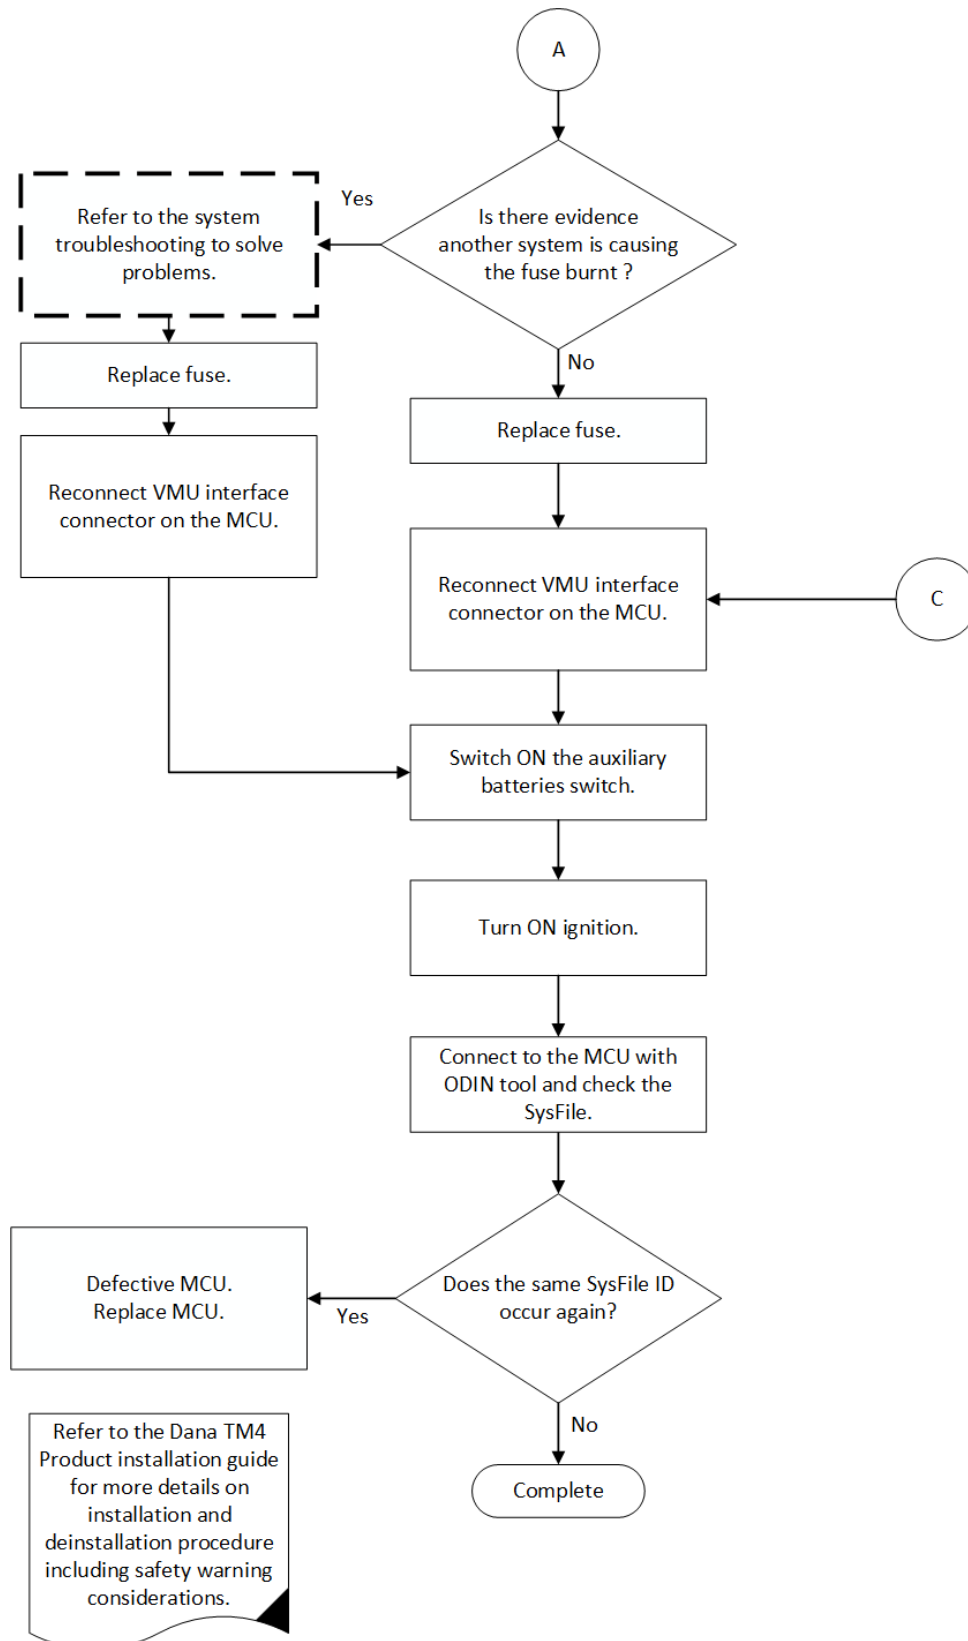 A
Is there evidence
another system is causing
the fuse burnt ?
Yes
Refer to the system
troubleshooting to solve
problems.
Replace fuse.
Reconnect VMU interface
connector on the MCU.
No
Replace fuse.
Reconnect VMU interface
connector on the MCU.
C
Switch ON the auxiliary
batteries switch.
Turn ON ignition.
Connect to the MCU with
ODIN tool and check the
SysFile.
Does the same SysFile ID
occur again?
Yes
Defective MCU.
Replace MCU.
No
Complete
Refer to the Dana TM4
Product installation guide
for more details on
installation and
deinstallation procedure
including safety warning
considerations.